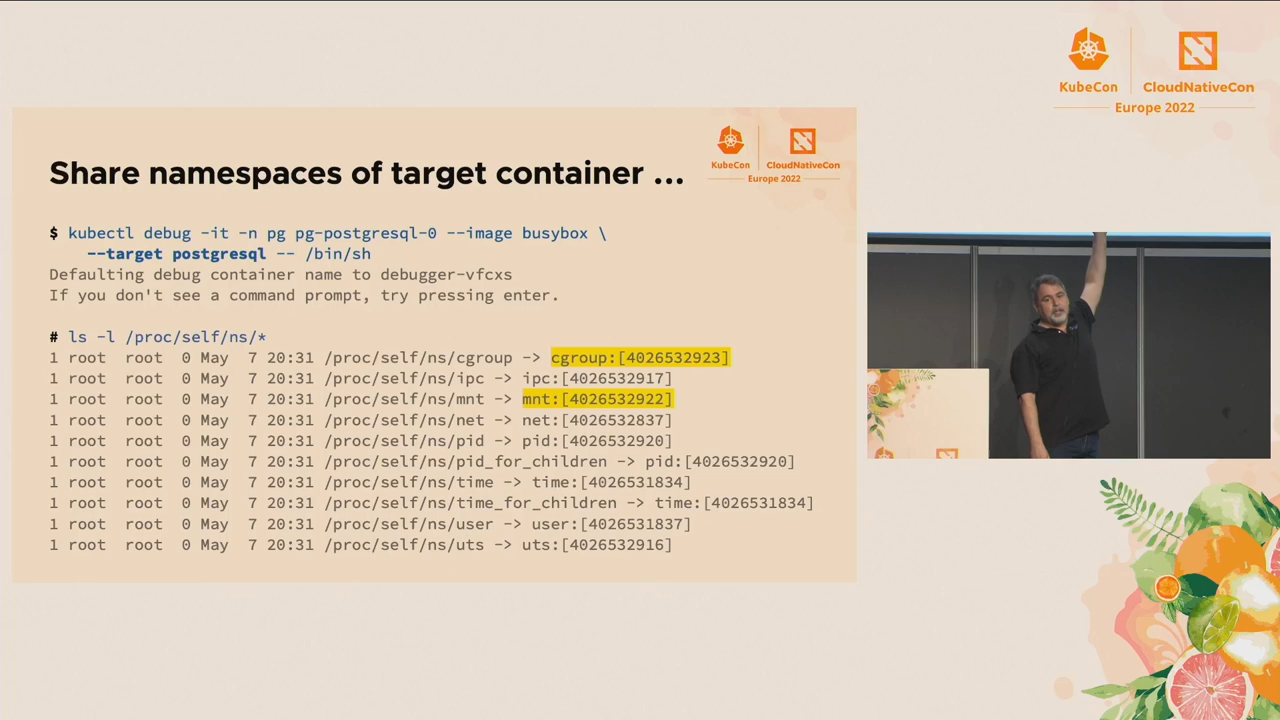 KubeCon
CloudNativeCon
Europe 2022
KubeCon
CloudNativeCon
Europe 2022
Share namespaces of target container ...
$ kubectl debug -it -n pg pg-postgresql-0 --image busybox \
--target postgresql -- /bin/sh
Defaulting debug container name to debugger-vfcxs
If you don't see a command prompt, try pressing enter.
# ls -l /proc/self/ns/*
1 root root 0 May 7 20:31 /proc/self/ns/cgroup -> cgroup:[4026532923]
1 root root 0 May 7 20:31 /proc/self/ns/ipc -> ipc:[4026532917]
1 root root 0 May 7 20:31 /proc/self/ns/mnt -> mnt:[4026532922]
1 root root 0 May 7 20:31 /proc/self/ns/net -> net:[4026532837]
1 root root 0 May 7 20:31 /proc/self/ns/pid -> pid:[4026532920]
1 root root 0 May 7 20:31 /proc/self/ns/pid_for_children -> pid:[4026532920]
1 root root 0 May 7 20:31 /proc/self/ns/time -> time:[4026531834]
1 root root 0 May 7 20:31 /proc/self/ns/time_for_children -> time:[4026531834]
1 root root 0 May 7 20:31 /proc/self/ns/user -> user:[4026531837]
1 root root 0 May 7 20:31 /proc/self/ns/uts -> uts:[4026532916]